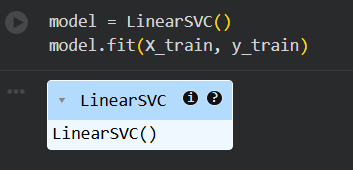 model = LinearSVC()
model.fit(X_train, y_train)
LinearSVC i ?
LinearSVC()